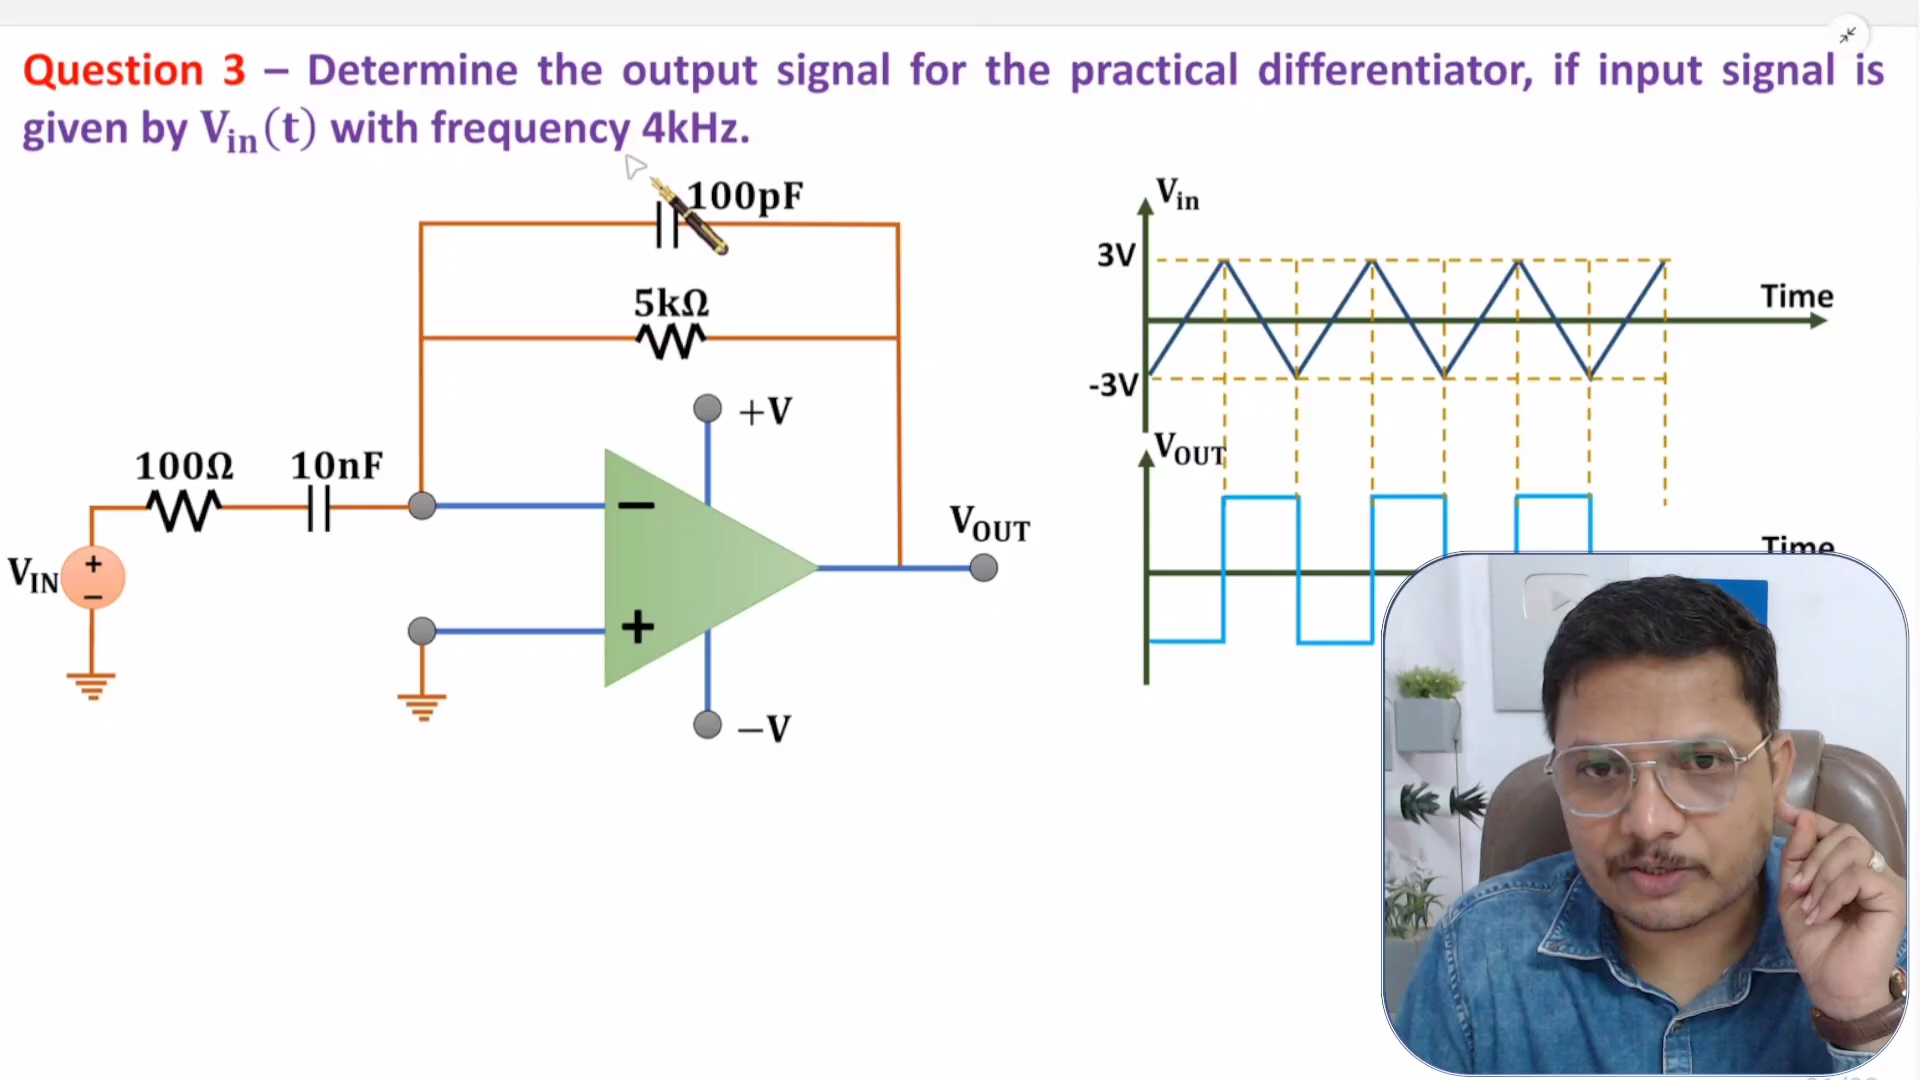 Question 3 – Determine the output signal for the practical differentiator, if input signal is
given by Vin(t) with frequency 4kHz.
100pF
5kΩ
+V
100Ω
10nF
−
VOUT
VIN
+
−
+
−V
Vin
3V
Time
-3V
VOUT
Time